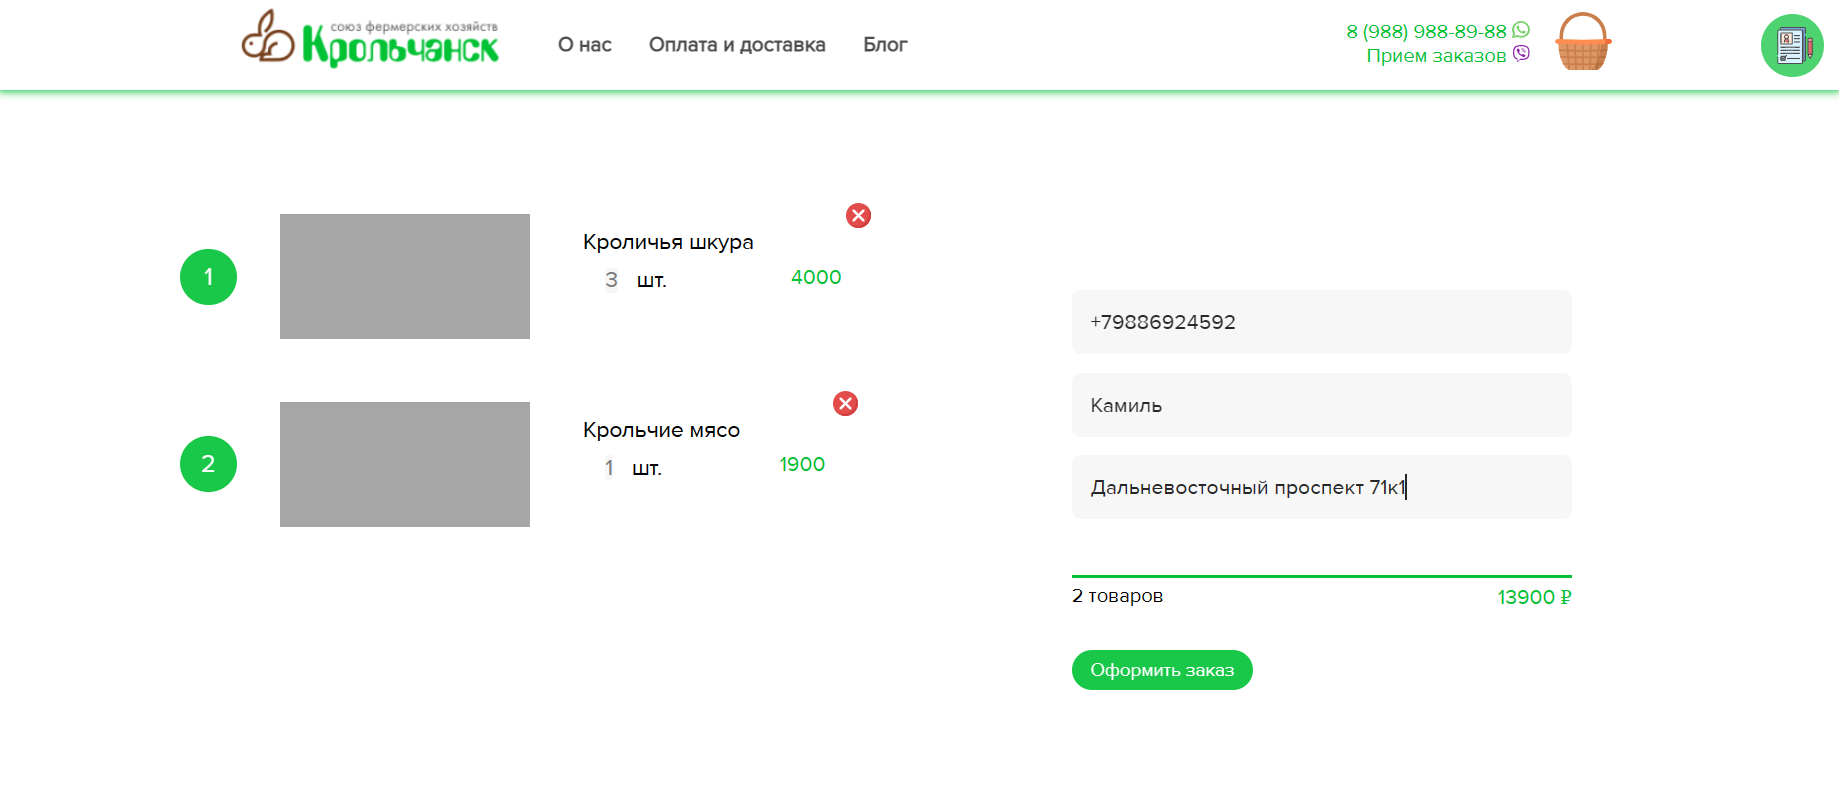 союз фермерских хозяйств
Крольчанск
О нас
Оплата и доставка
Блог
8 (988) 988-89-88
Прием заказов
1
Кроличья шкура
3 шт.
4000
2
Крольчие мясо
1 шт.
1900
+79886924592
Камиль
Дальневосточный проспект 71к1
2 товаров
13900 ₽
Оформить заказ